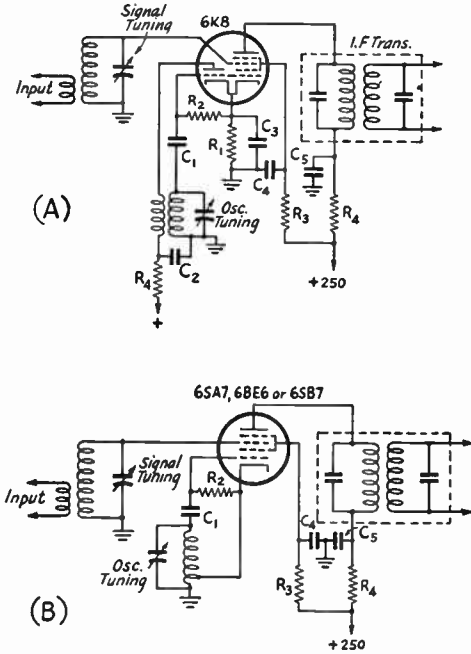 Signal
Tuning
6K8
I.F Trans.
Input
R2
C1
R1
C3
C4
C5
(A)
Osc.
Tuning
R3
R4
C2
R4
+250
+
6SA7, 6BE6 or 6SB7
Signal
Tuning
Input
R2
C1
C4
C5
Osc.
Tuning
R3
R4
(B)
+250